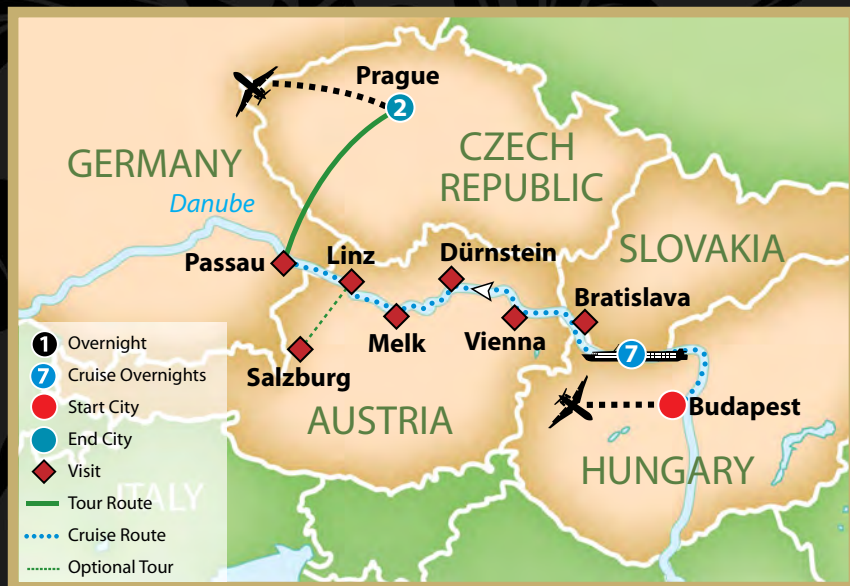 Prague
2
CZECH
REPUBLIC
GERMANY
Danube
SLOVAKIA
Passau
Linz
Dürnstein
Bratislava
Melk
Vienna
7
Salzburg
AUSTRIA
Budapest
HUNGARY
ITALY
1 Overnight
7 Cruise Overnights
Start City
End City
Visit
Tour Route
Cruise Route
Optional Tour